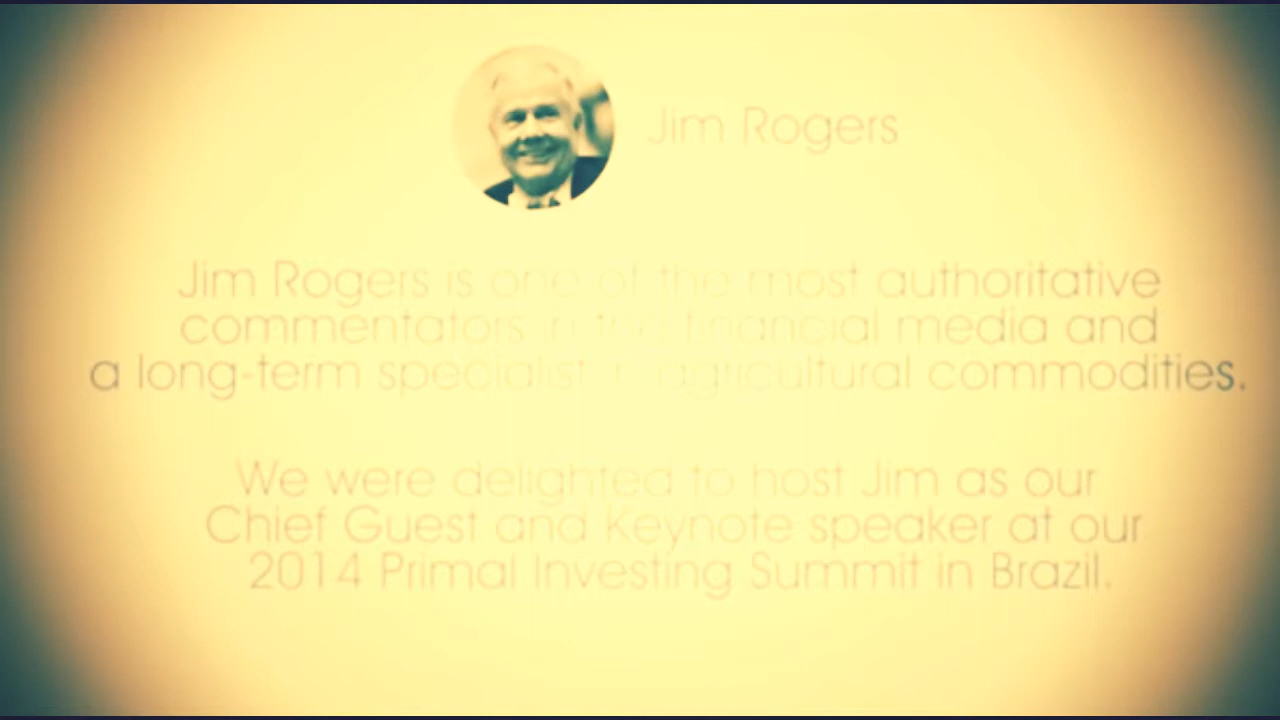 Jim Rogers
Jim Rogers is one of the most authoritative
commentators in the financial media and
a long-term specialist in agricultural commodities.
We were delighted to host Jim as our
Chief Guest and Keynote speaker at our
2014 Primal Investing Summit in Brazil.